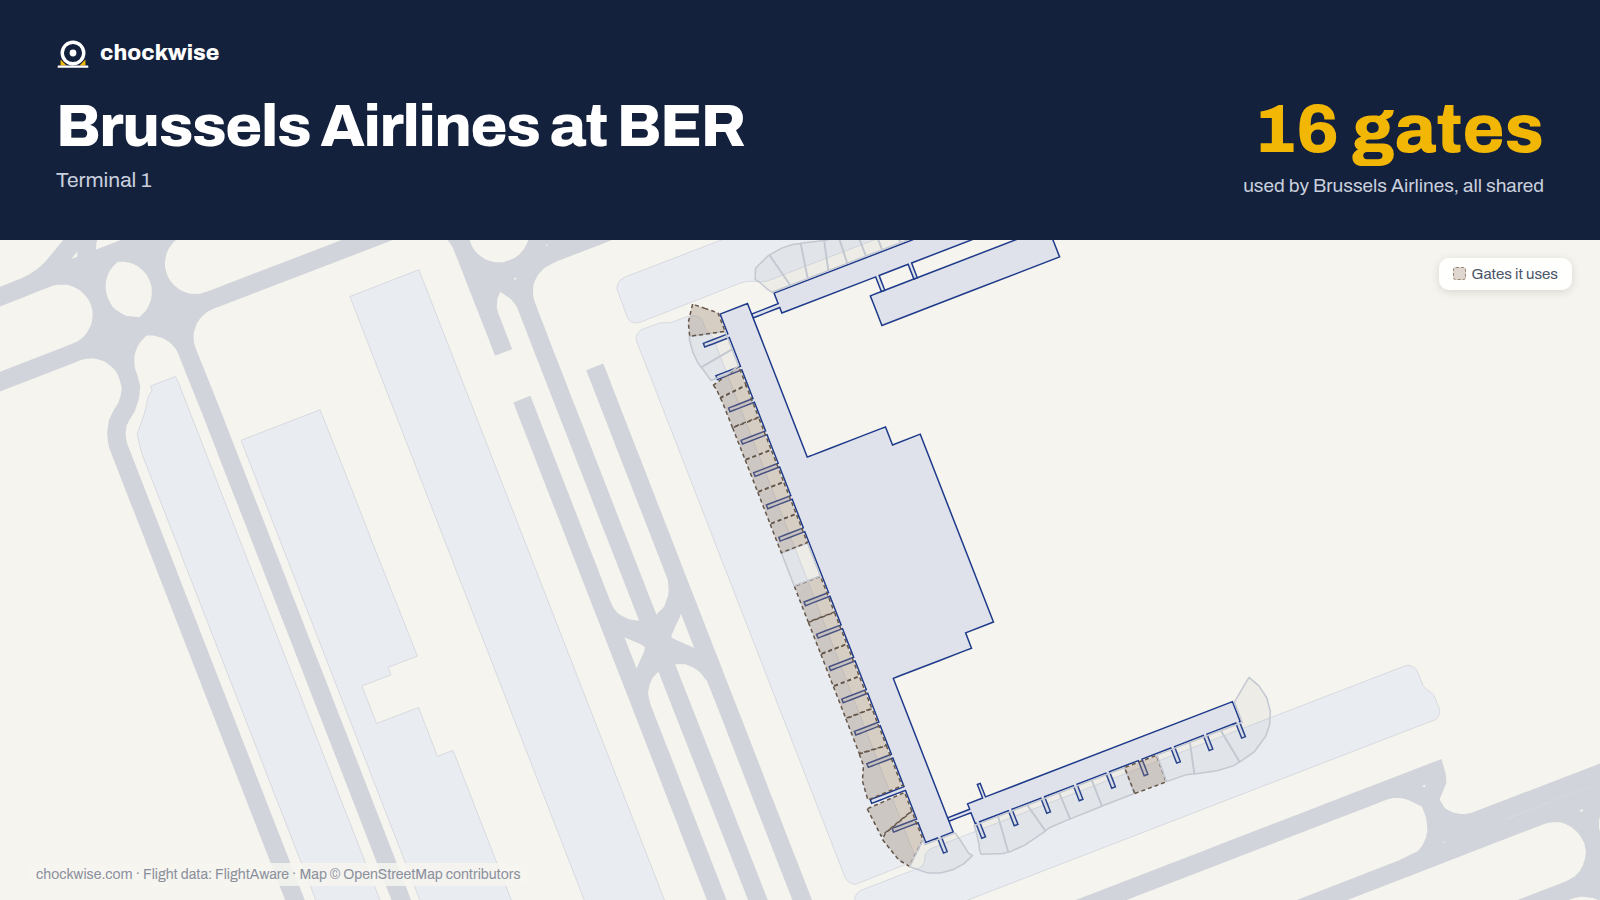 chockwise
Brussels Airlines at BER
Terminal 1
16 gates
used by Brussels Airlines, all shared
Gates it uses
chockwise.com · Flight data: FlightAware · Map © OpenStreetMap contributors